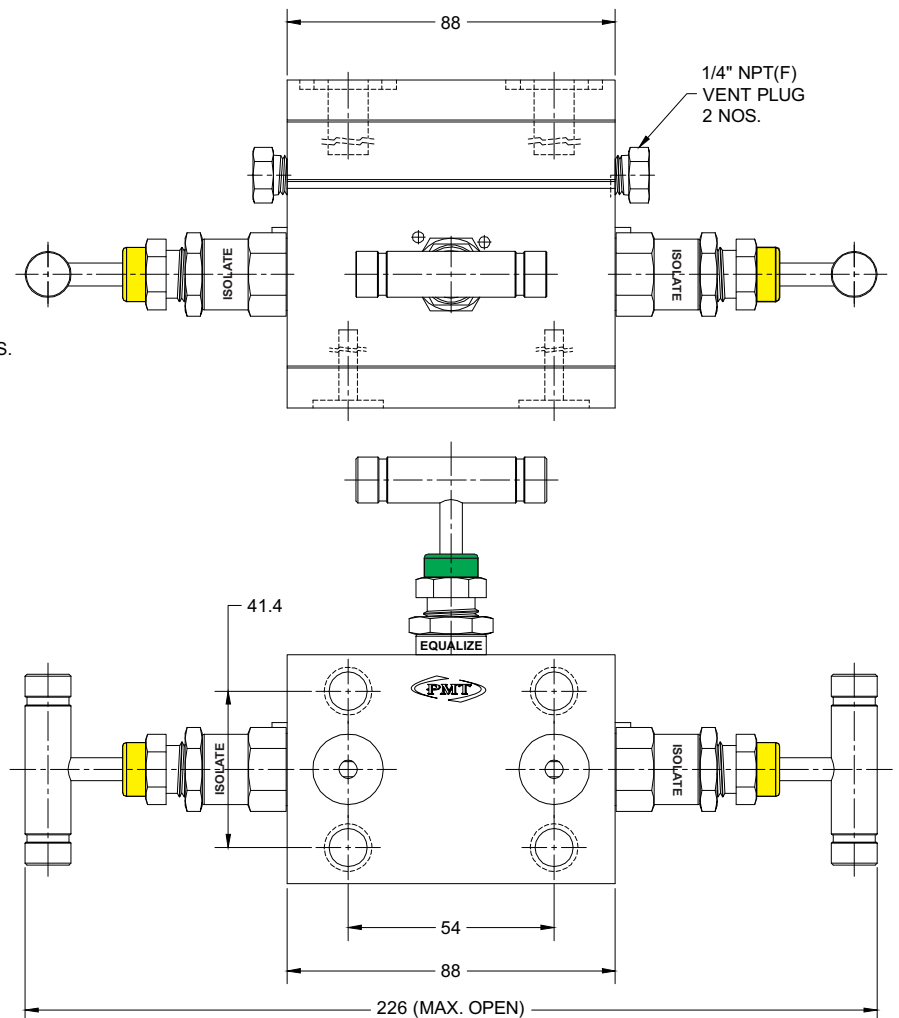 88
1/4" NPT(F)
VENT PLUG
2 NOS.
ISOLATE
ISOLATE
S.
41.4
EQUALIZE
PMT
ISOLATE
ISOLATE
54
88
226 (MAX. OPEN)